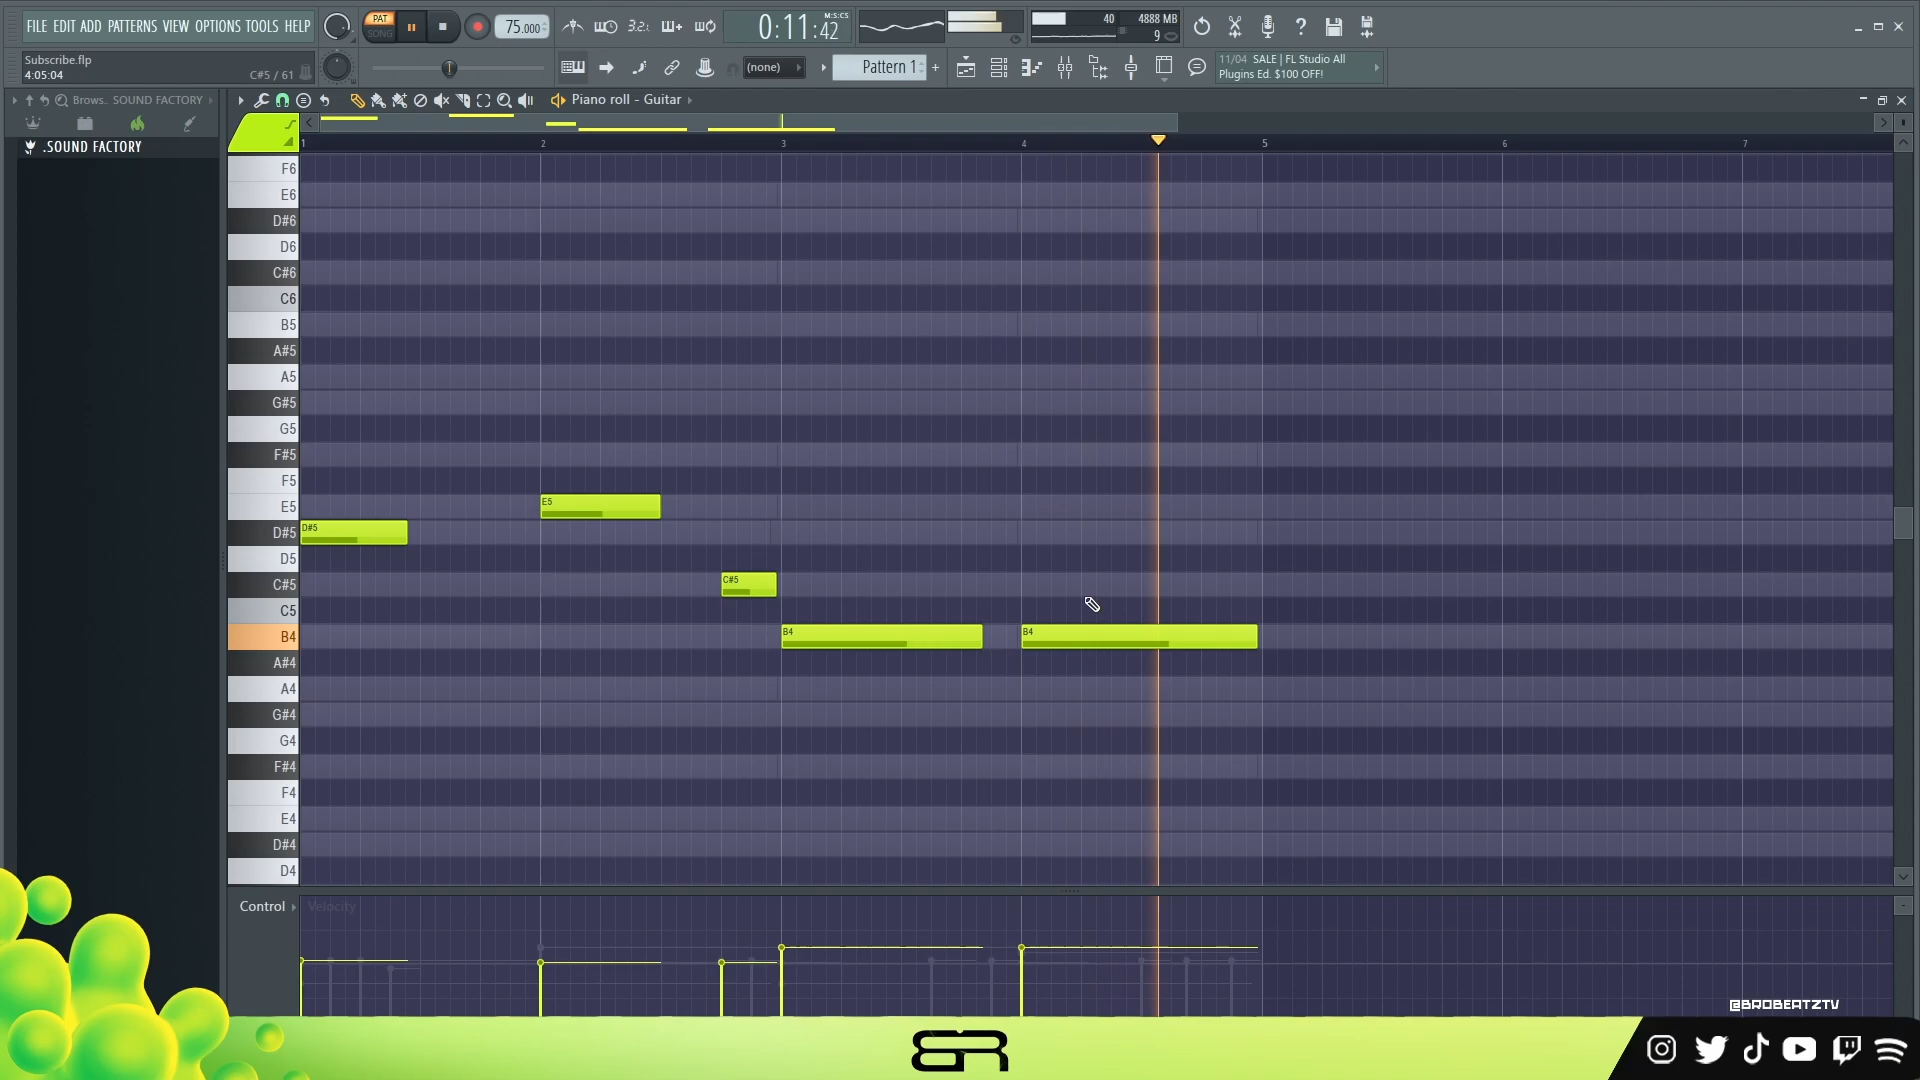 FILE EDIT ADD PATTERNS VIEW OPTIONS TOOLS HELP
PAT
SONG
75.000
3.2.:
0:11:42
M:S:CS
40
4888 MB
9
?
Subscribe.flp
4:05:04
C#5 / 61
(none)
Pattern 1
+
11/04 SALE | FL Studio All
Plugins Ed. $100 OFF!
Brows.. SOUND FACTORY
Piano roll - Guitar
.SOUND FACTORY
1 2 3 4 5 6 7
F6
E6
D#6
D6
C#6
C6
B5
A#5
A5
G#5
G5
F#5
F5
E5
E5
D#5
D#5
D5
C#5
C#5
C5
B4
B4
B4
A#4
A4
G#4
G4
F#4
F4
E4
D#4
D4
Control
Velocity
@BROBEATZTV
BR